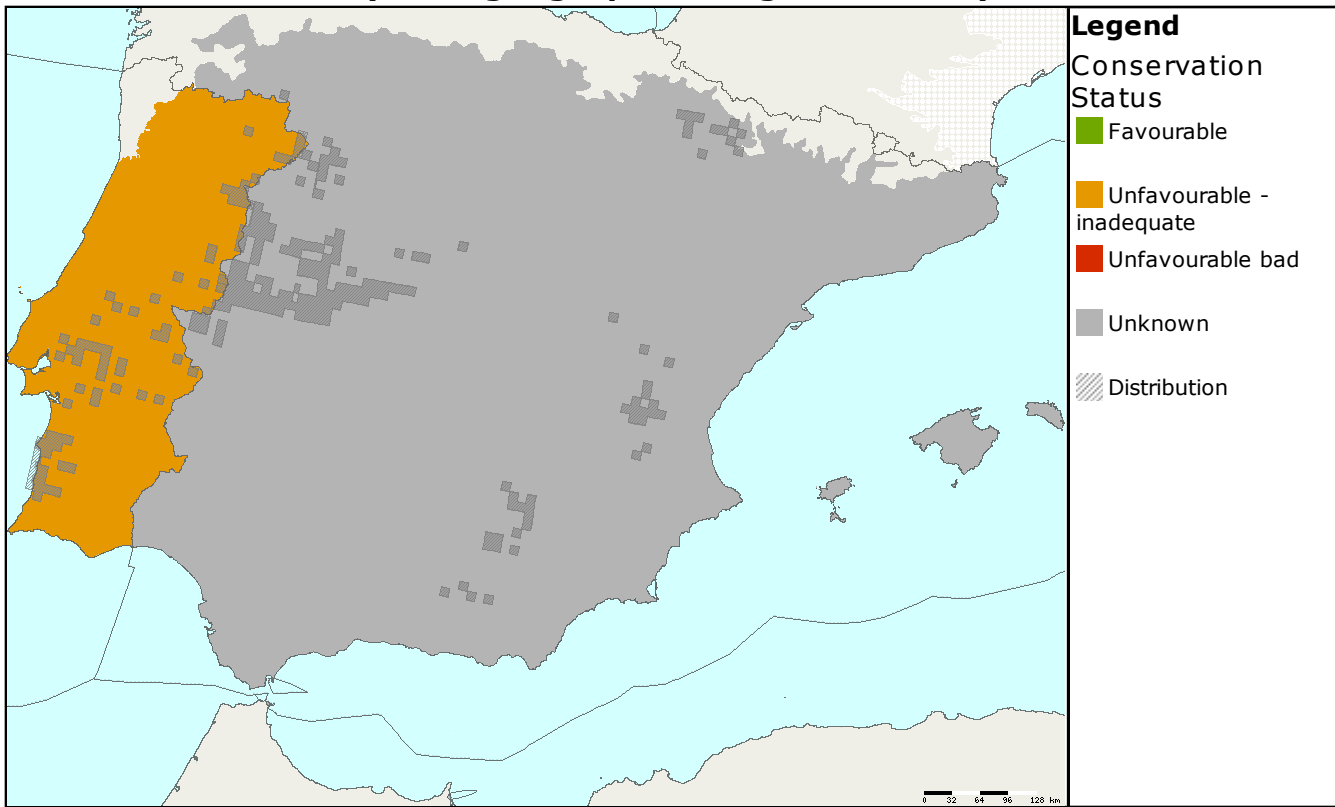 Legend
Conservation
Status
Favourable
Unfavourable -
inadequate
Unfavourable bad
Unknown
Distribution
0 32 64 96 128 km